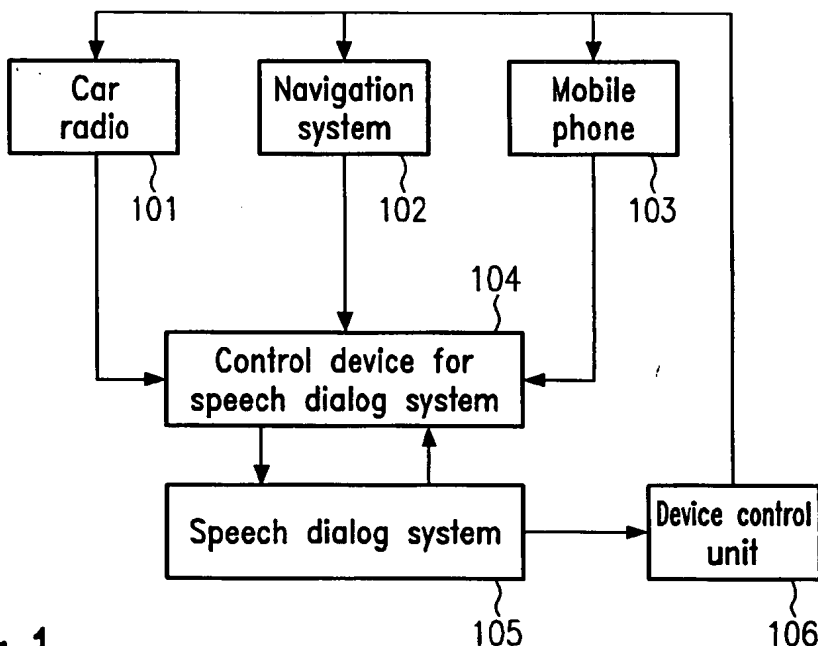 Car
radio
101
Navigation
system
102
Mobile
phone
103
104
Control device for
speech dialog system
Speech dialog system
105
Device control
unit
106
1